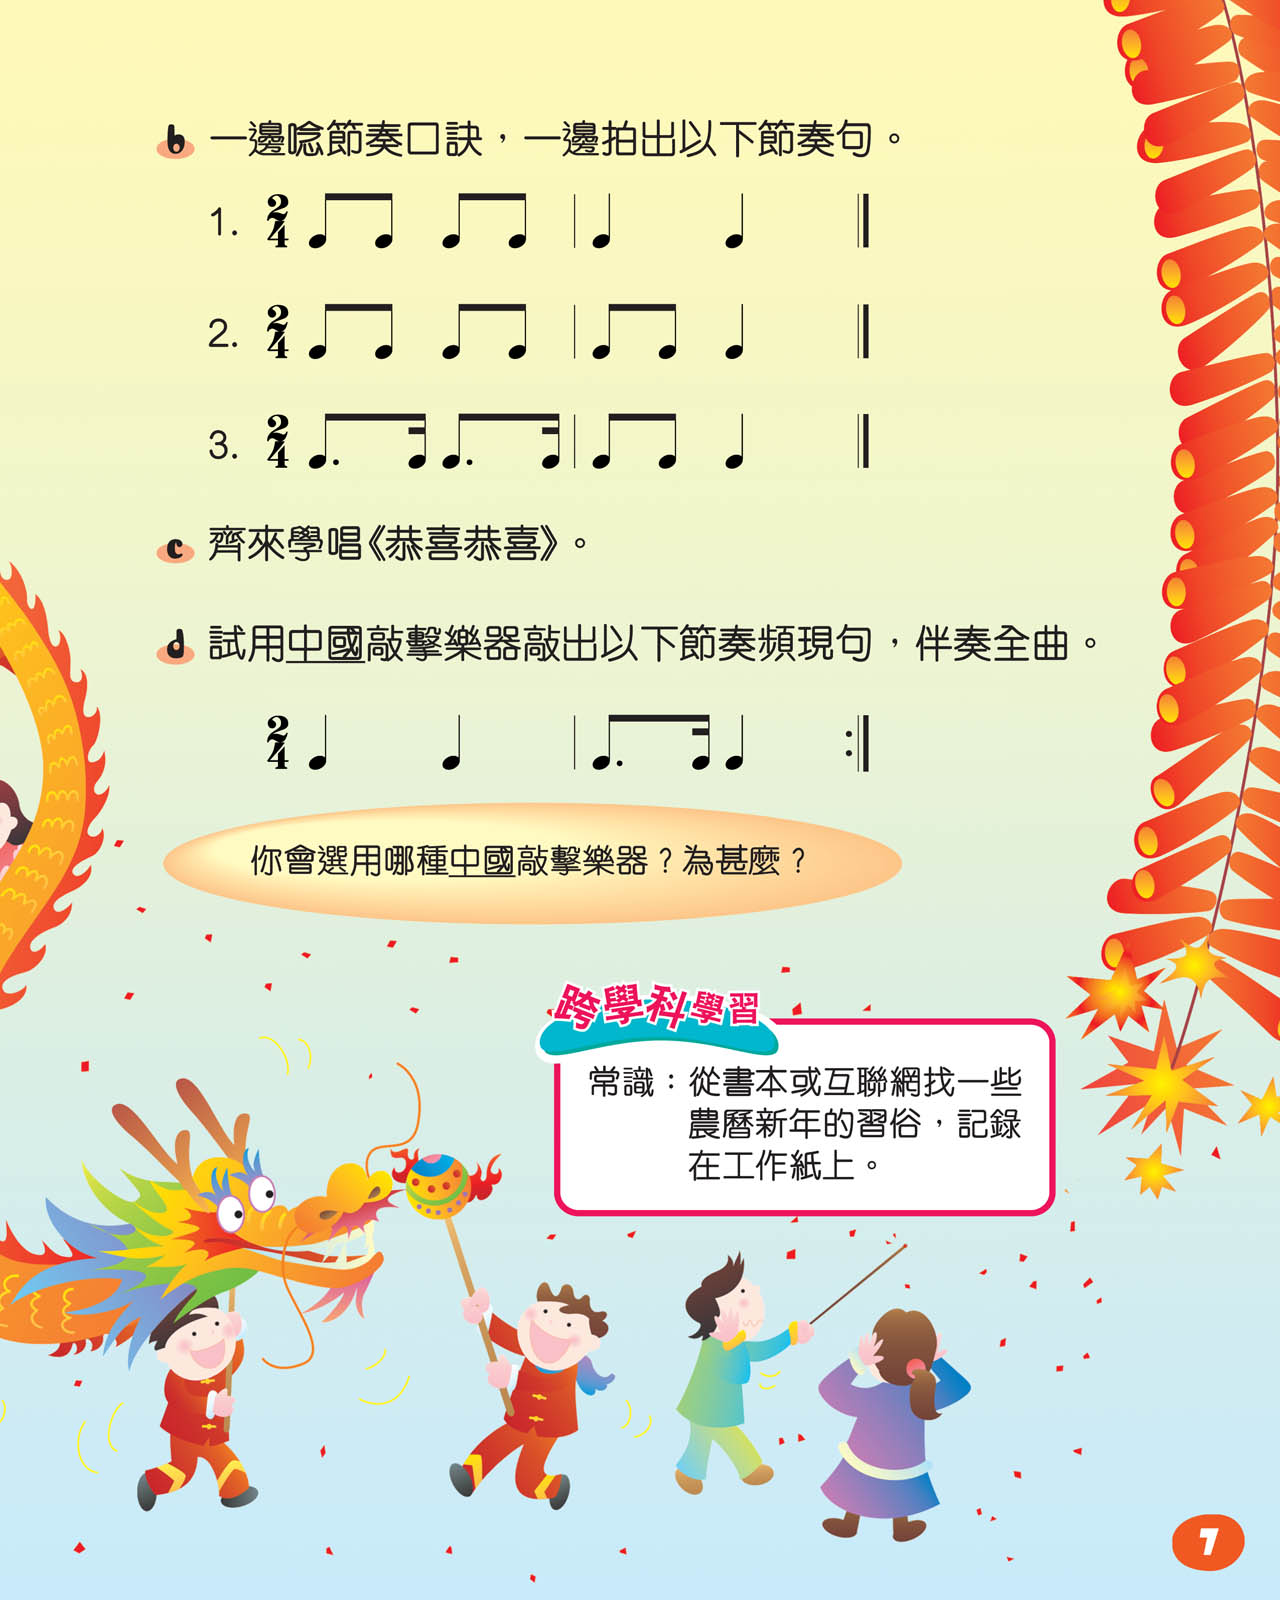 b 一邊唸節奏口訣，一邊拍出以下節奏句。
1. 2/4
2. 2/4
3. 2/4
c 齊來學唱《恭喜恭喜》。
d 試用中國敲擊樂器敲出以下節奏頻現句，伴奏全曲。
2/4
你會選用哪種中國敲擊樂器？為甚麼？
跨學科學習
常識：從書本或互聯網找一些
農曆新年的習俗，記錄
在工作紙上。
7